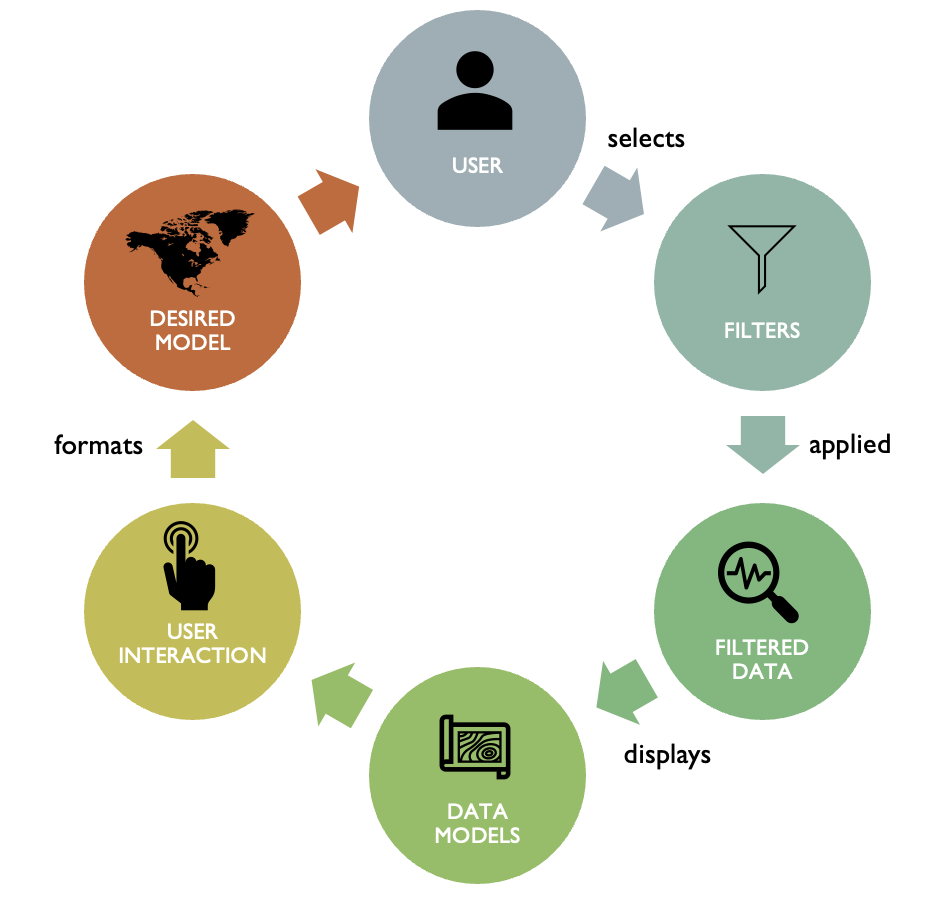 USER
selects
FILTERS
applied
FILTERED
DATA
displays
DATA
MODELS
USER
INTERACTION
formats
DESIRED
MODEL